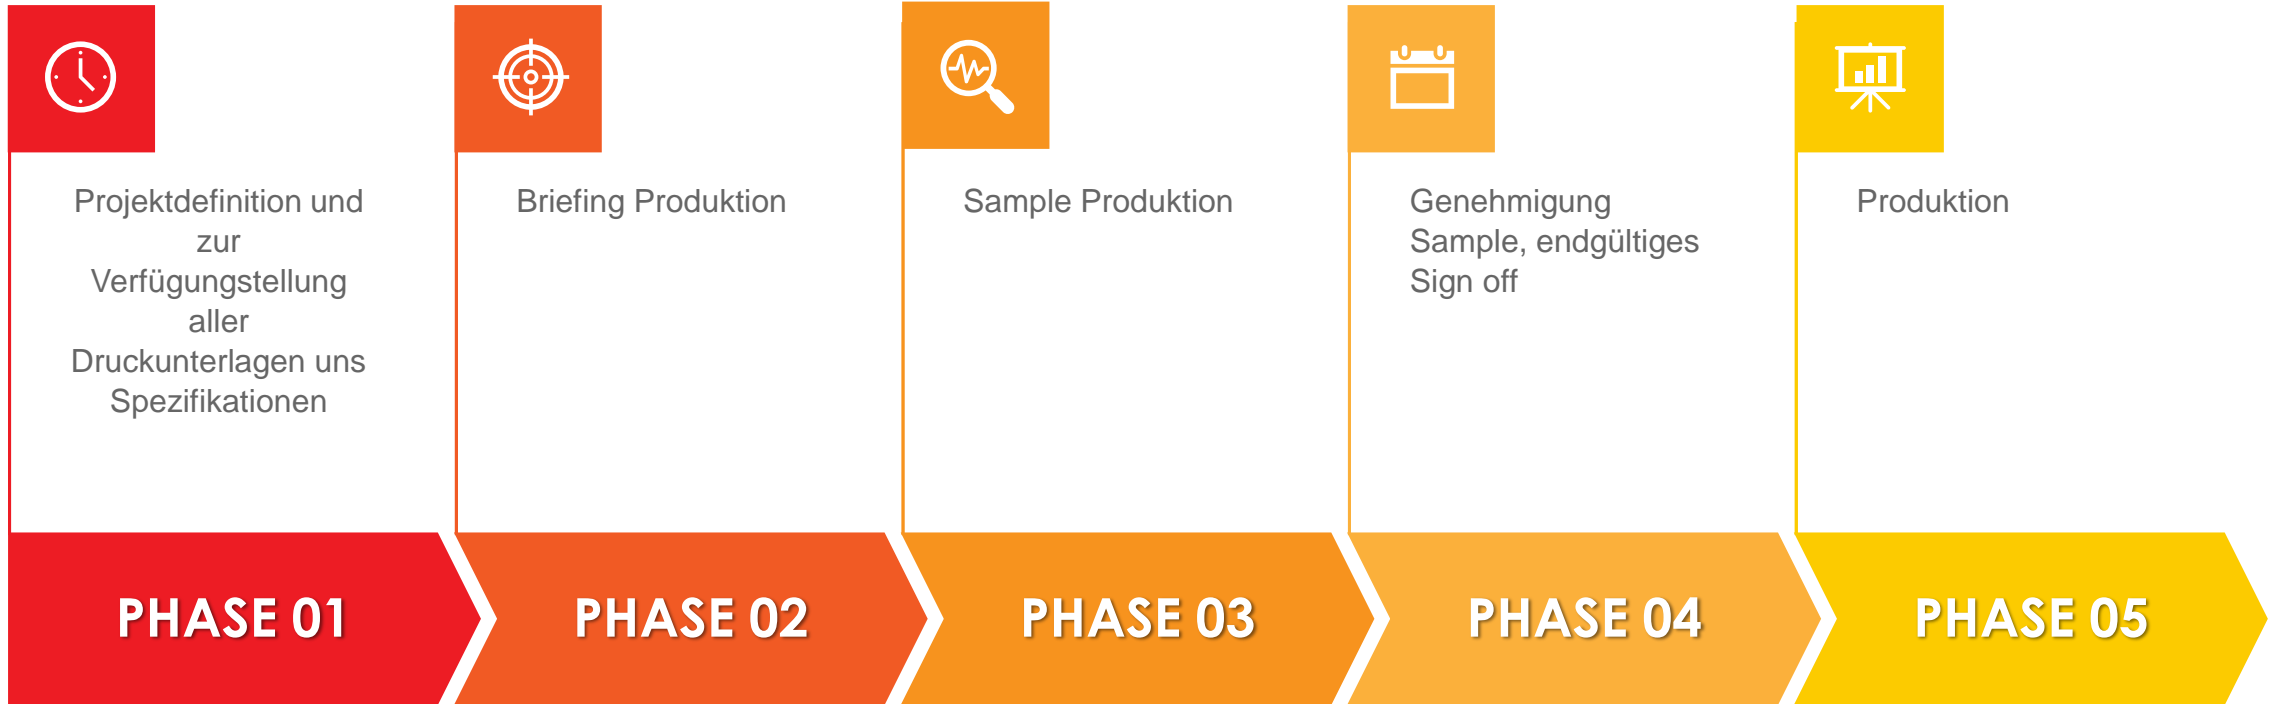 Projektdefinition und
zur
Verfügungstellung
aller
Druckunterlagen uns
Spezifikationen
Briefing Produktion
Sample Produktion
Genehmigung
Sample, endgültiges
Sign off
Produktion
PHASE 01
PHASE 02
PHASE 03
PHASE 04
PHASE 05